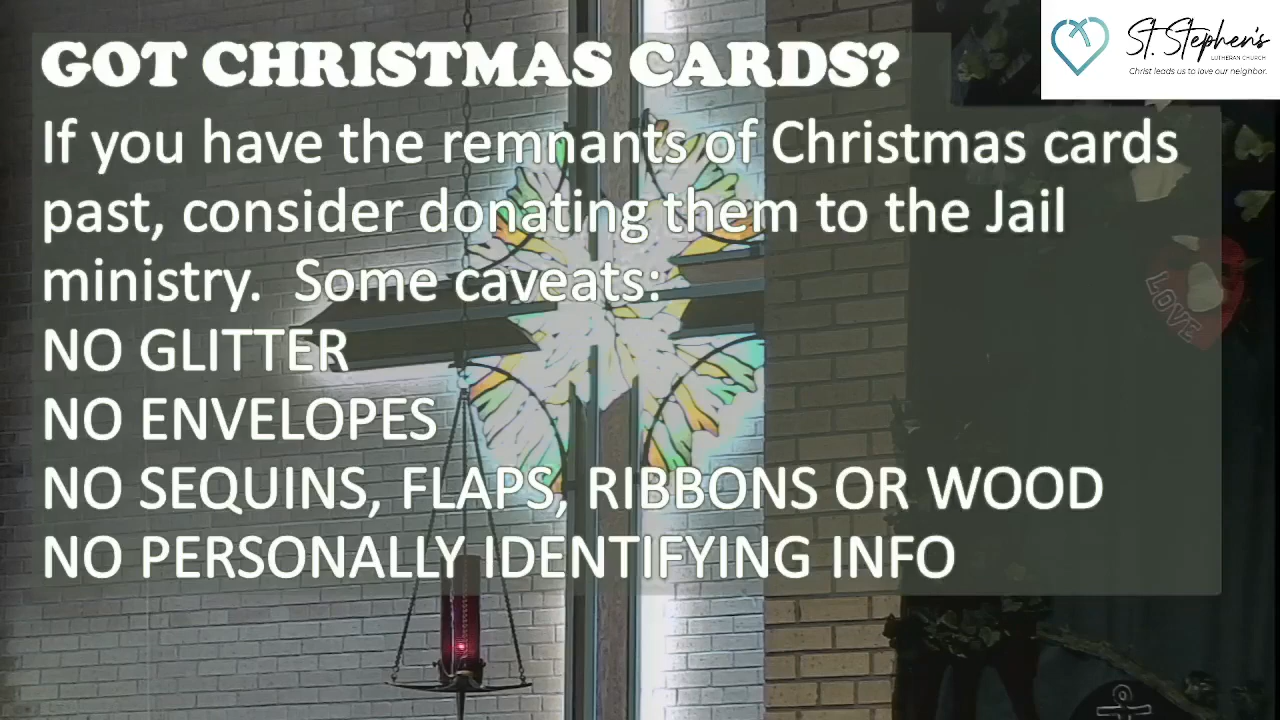 GOT CHRISTMAS CARDS?
St. Stephen's
LUTHERAN CHURCH
Christ leads us to love our neighbor.
If you have the remnants of Christmas cards
past, consider donating them to the Jail
ministry.  Some caveats:
NO GLITTER
NO ENVELOPES
NO SEQUINS, FLAPS, RIBBONS OR WOOD
NO PERSONALLY IDENTIFYING INFO
LOVE